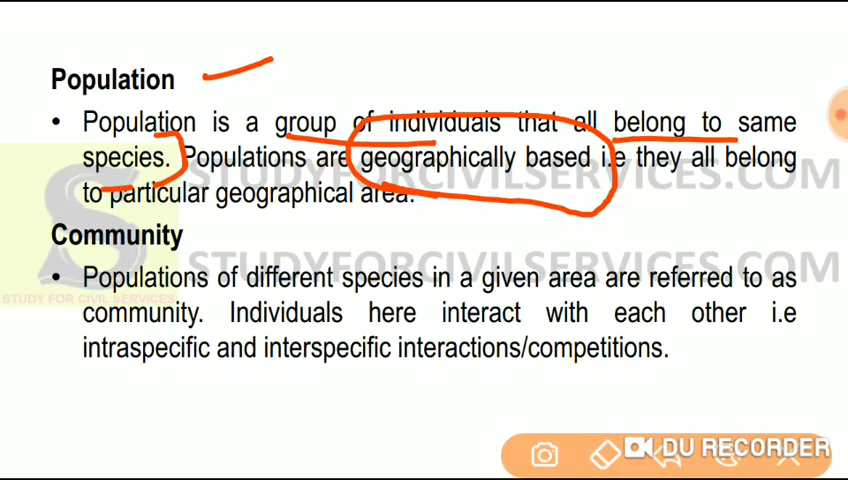 Population
• Population is a group of individuals that all belong to same
species. Populations are geographically based i.e they all belong
to particular geographical area.
STUDYFORCIVILSERVICES.COM
Community
• Populations of different species in a given area are referred to as
STUDYFORCIVILSERVICES.COM
STUDY FOR CIVIL SERVICES
community. Individuals here interact with each other i.e
intraspecific and interspecific interactions/competitions.
DU RECORDER